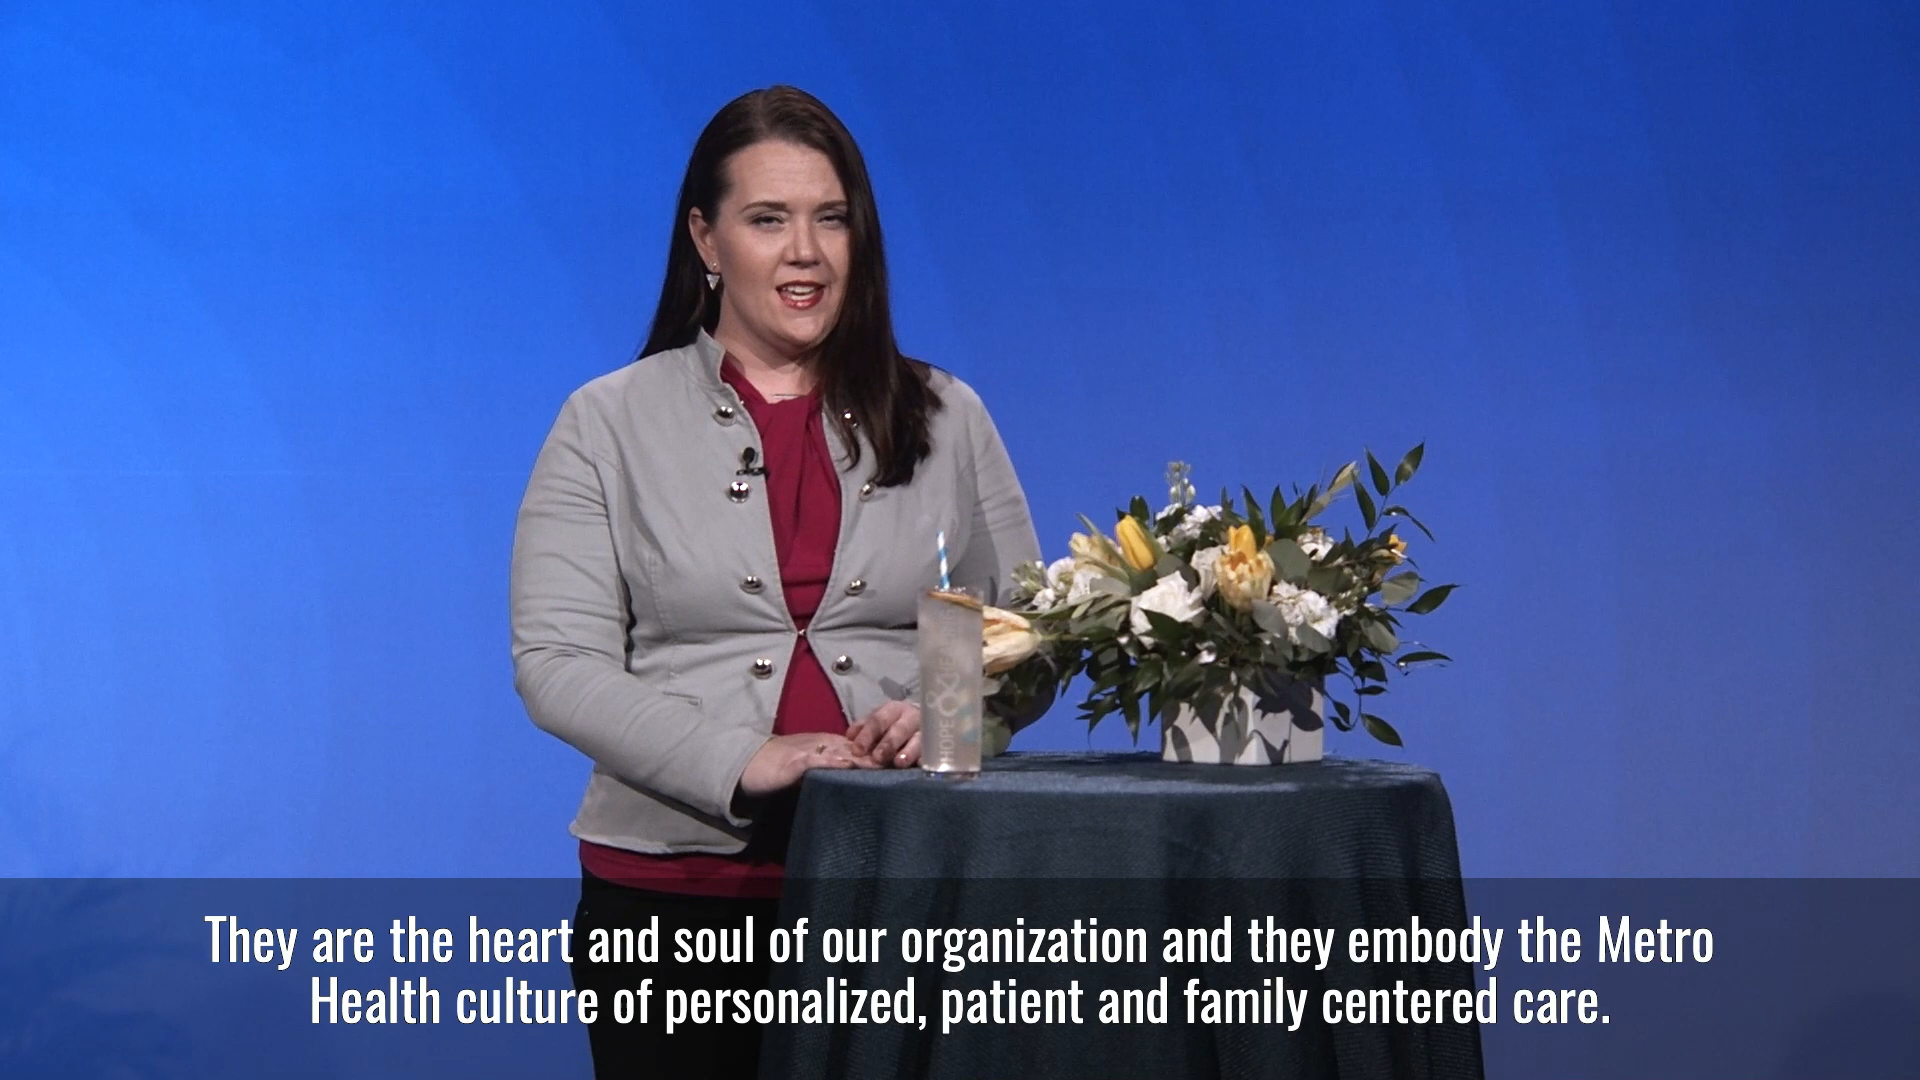 HOPE &
They are the heart and soul of our organization and they embody the Metro
Health culture of personalized, patient and family centered care.